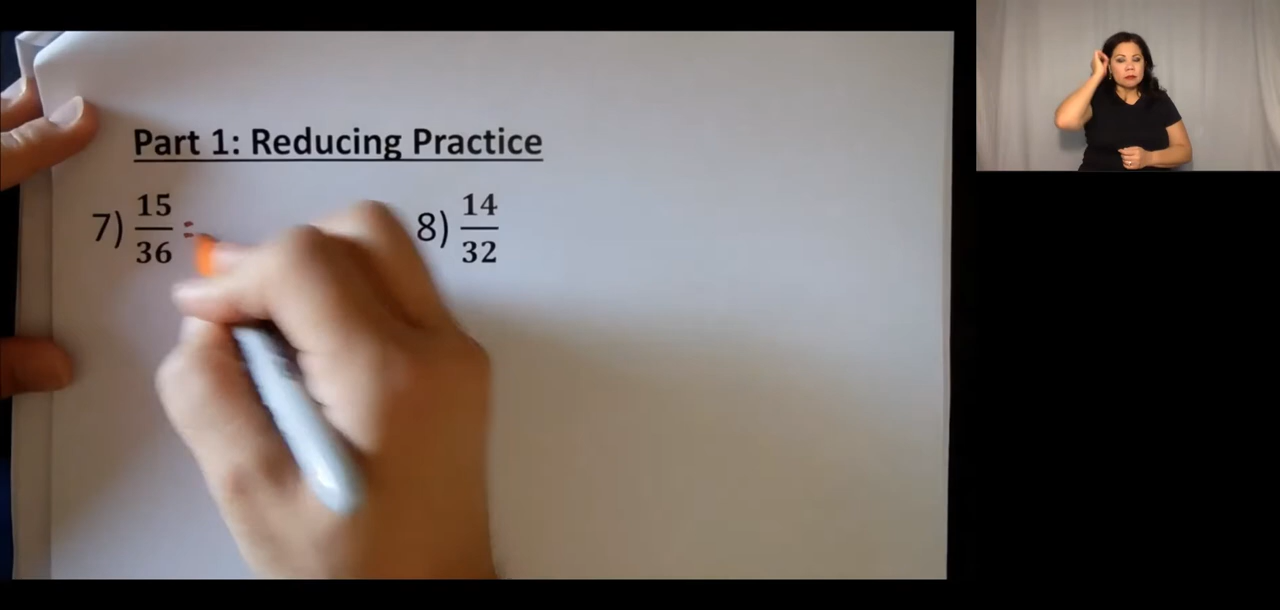 Part 1: Reducing Practice
7) 15/36 = 8) 14/32